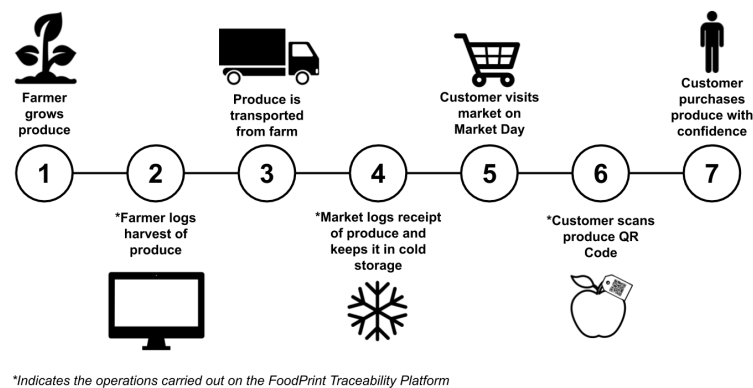 Farmer
grows
produce
Produce is
transported
from farm
Customer visits
market on
Market Day
Customer
purchases
produce with
confidence
1
2
3
4
5
6
7
*Farmer logs
harvest of
produce
*Market logs receipt
of produce and
keeps it in cold
storage
*Customer scans
produce QR
Code
*Indicates the operations carried out on the FoodPrint Traceability Platform